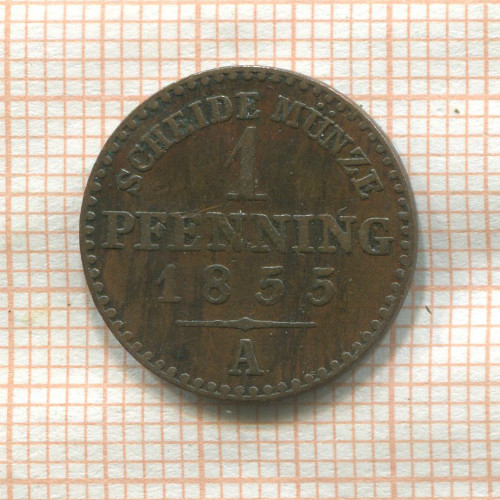 SCHEIDE MÜNZE
1
PFENNING
1855
A